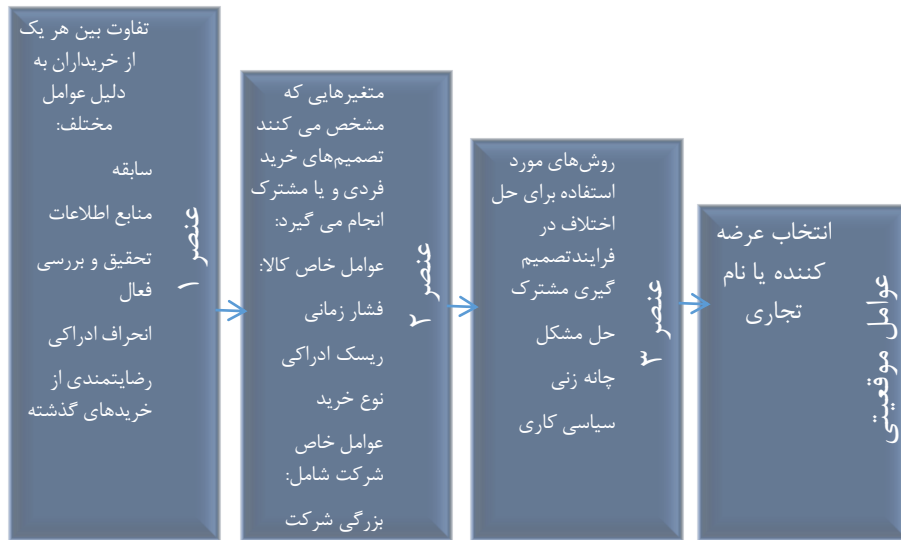 تفاوت بین هر یک
از خریداران به
دلیل عوامل
مختلف:
سابقه
منابع اطلاعات
تحقیق و بررسی
فعال
انحراف ادراکی
رضایتمندی از
خریدهای گذشته
عنصر ۱
متغیرهایی که
مشخص می کنند
تصمیم‌های خرید
فردی و یا مشترک
انجام می گیرد:
عوامل خاص کالا:
فشار زمانی
ریسک ادراکی
نوع خرید
عوامل خاص
شرکت شامل:
بزرگی شرکت
عنصر ۲
روش‌های مورد
استفاده برای حل
اختلاف در
فرایندتصمیم
گیری مشترک
حل مشکل
چانه زنی
سیاسی کاری
عنصر ۳
انتخاب عرضه
کننده یا نام
تجاری
عوامل موقعیتی